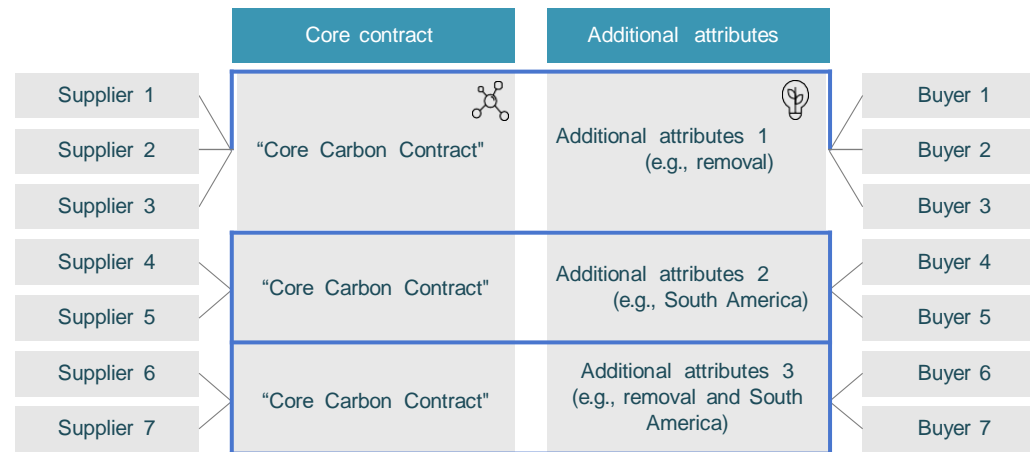 Core contract
Additional attributes
Supplier 1
Supplier 2
Supplier 3
“Core Carbon Contract"
Additional attributes 1
(e.g., removal)
Buyer 1
Buyer 2
Buyer 3
Supplier 4
Supplier 5
“Core Carbon Contract"
Additional attributes 2
(e.g., South America)
Buyer 4
Buyer 5
Supplier 6
Supplier 7
“Core Carbon Contract"
Additional attributes 3
(e.g., removal and South
America)
Buyer 6
Buyer 7